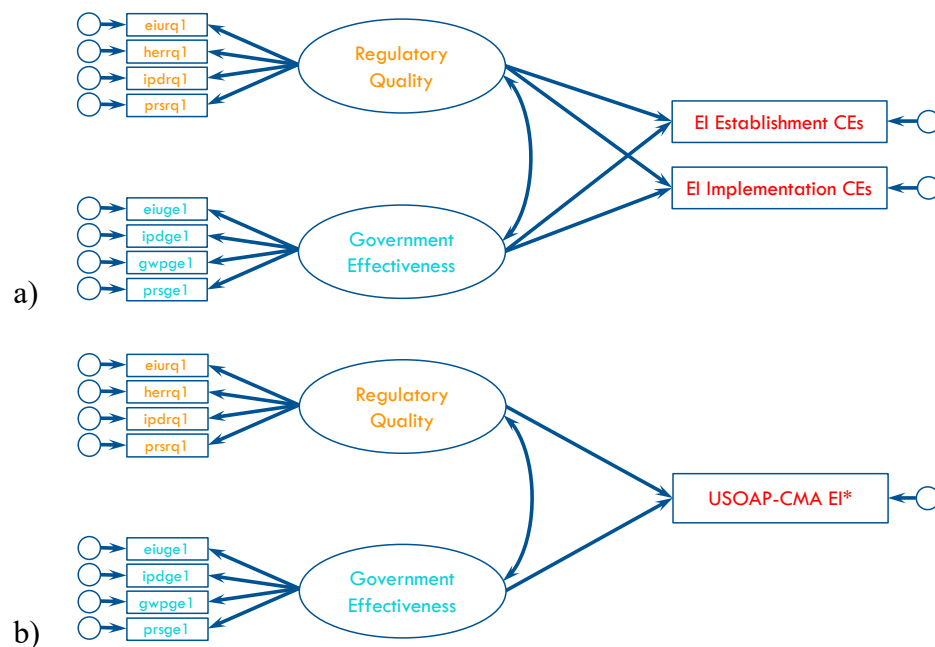 eiurq1
herrq1
ipdrq1
prsrq1
Regulatory
Quality
EI Establishment CEs
EI Implementation CEs
eiuge1
ipdge1
gwpge1
prsge1
Government
Effectiveness
a)
eiurq1
herrq1
ipdrq1
prsrq1
Regulatory
Quality
USOAP-CMA EI*
eiuge1
ipdge1
gwpge1
prsge1
Government
Effectiveness
b)